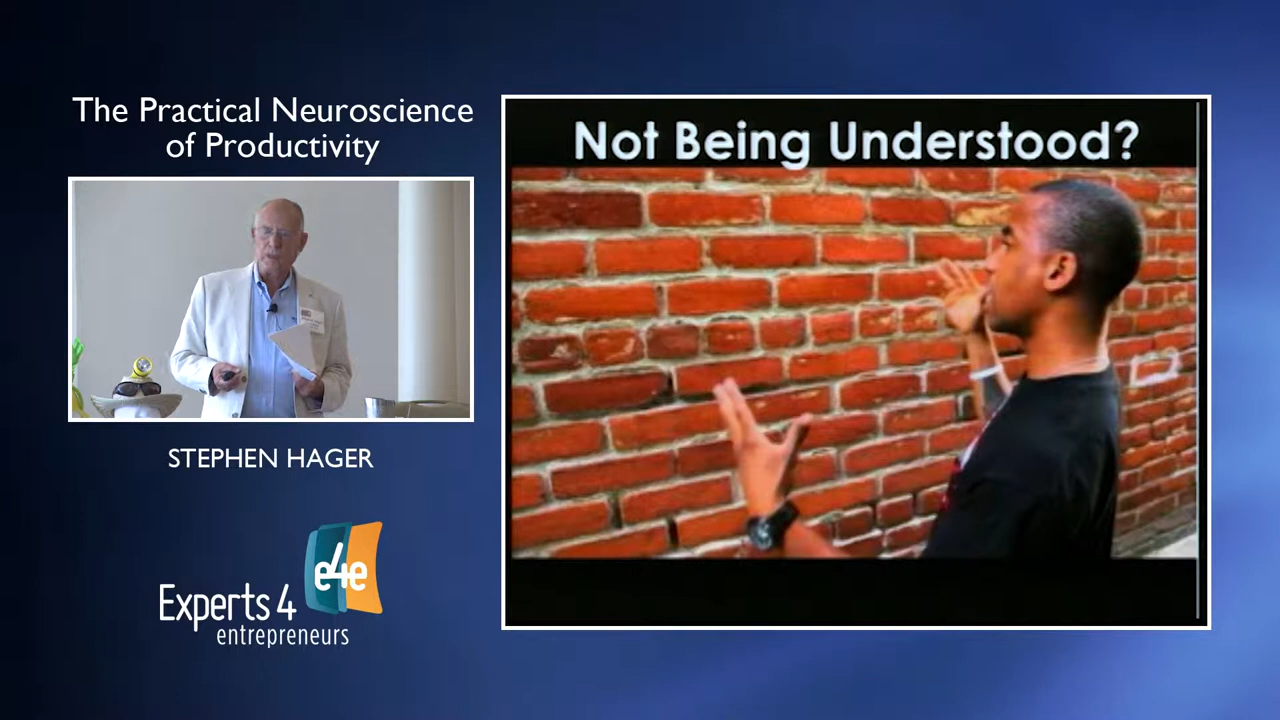 The Practical Neuroscience
of Productivity
STEPHEN HAGER
e4e
Experts 4
entrepreneurs
Not Being Understood?